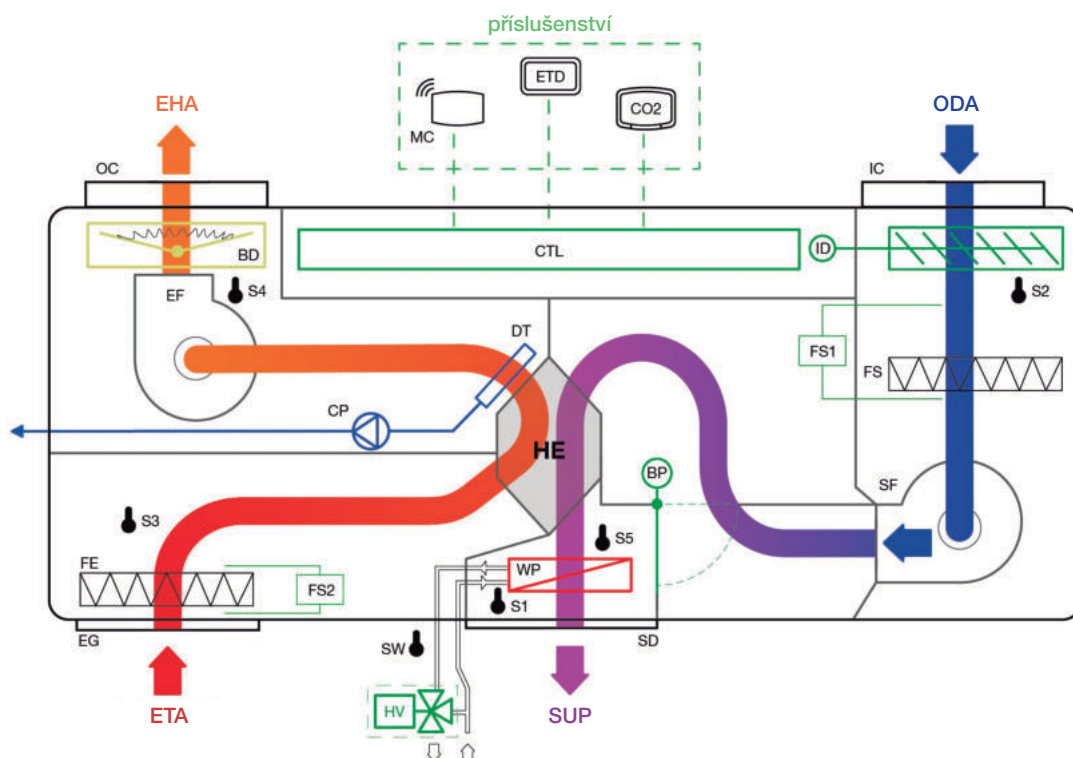 příslušenství
ETD
CO2
MC
EHA
ODA
OC
IC
BD
CTL
ID
EF
S4
S2
DT
FS1
FS
CP
HE
BP
SF
S3
S5
FE
WP
FS2
S1
EG
SW
SD
ETA
HV
SUP